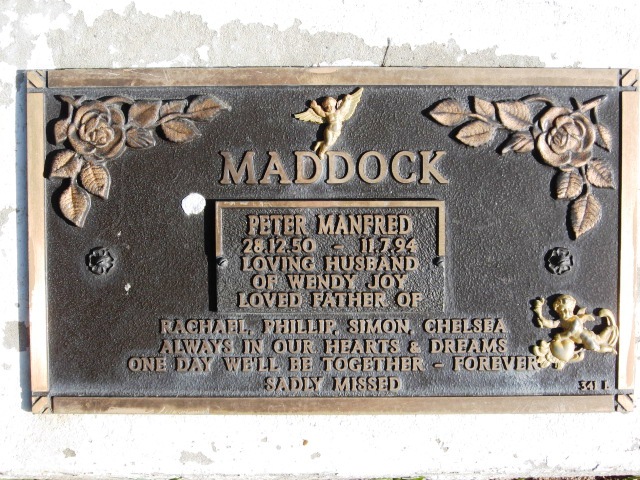 MADDOCK
PETER MANFRED
28.12.50 - 11.7.94
LOVING HUSBAND
OF WENDY JOY
LOVED FATHER OF
RACHAEL, PHILLIP, SIMON, CHELSEA
ALWAYS IN OUR HEARTS & DREAMS
ONE DAY WE'LL BE TOGETHER - FOREVER
SADLY MISSED